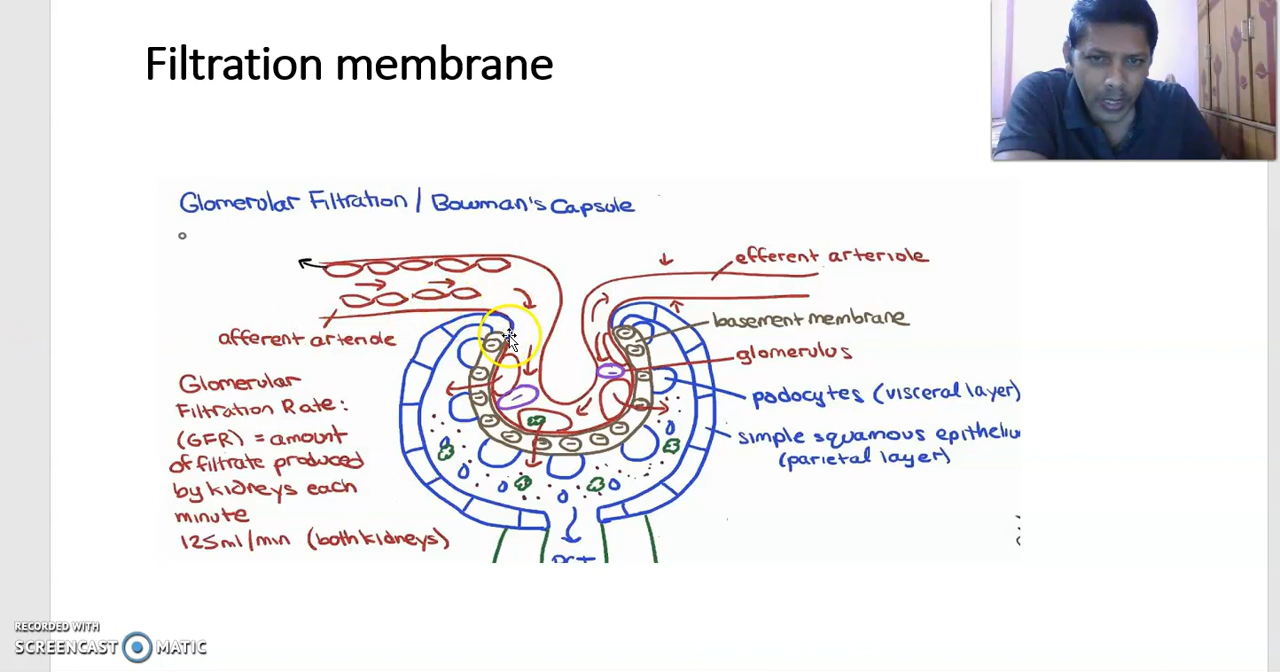 Filtration membrane
Glomerular Filtration / Bowman's Capsule
efferent arteriole
basement membrane
afferent arteriole
glomerulus
Glomerular
Filtration Rate:
(GFR) = amount
of filtrate produced
by kidneys each
minute
125ml/min (both kidneys)
podocytes (visceral layer)
simple squamous epitheliu
(parietal layer)
RECORDED WITH
SCREENCAST MATIC